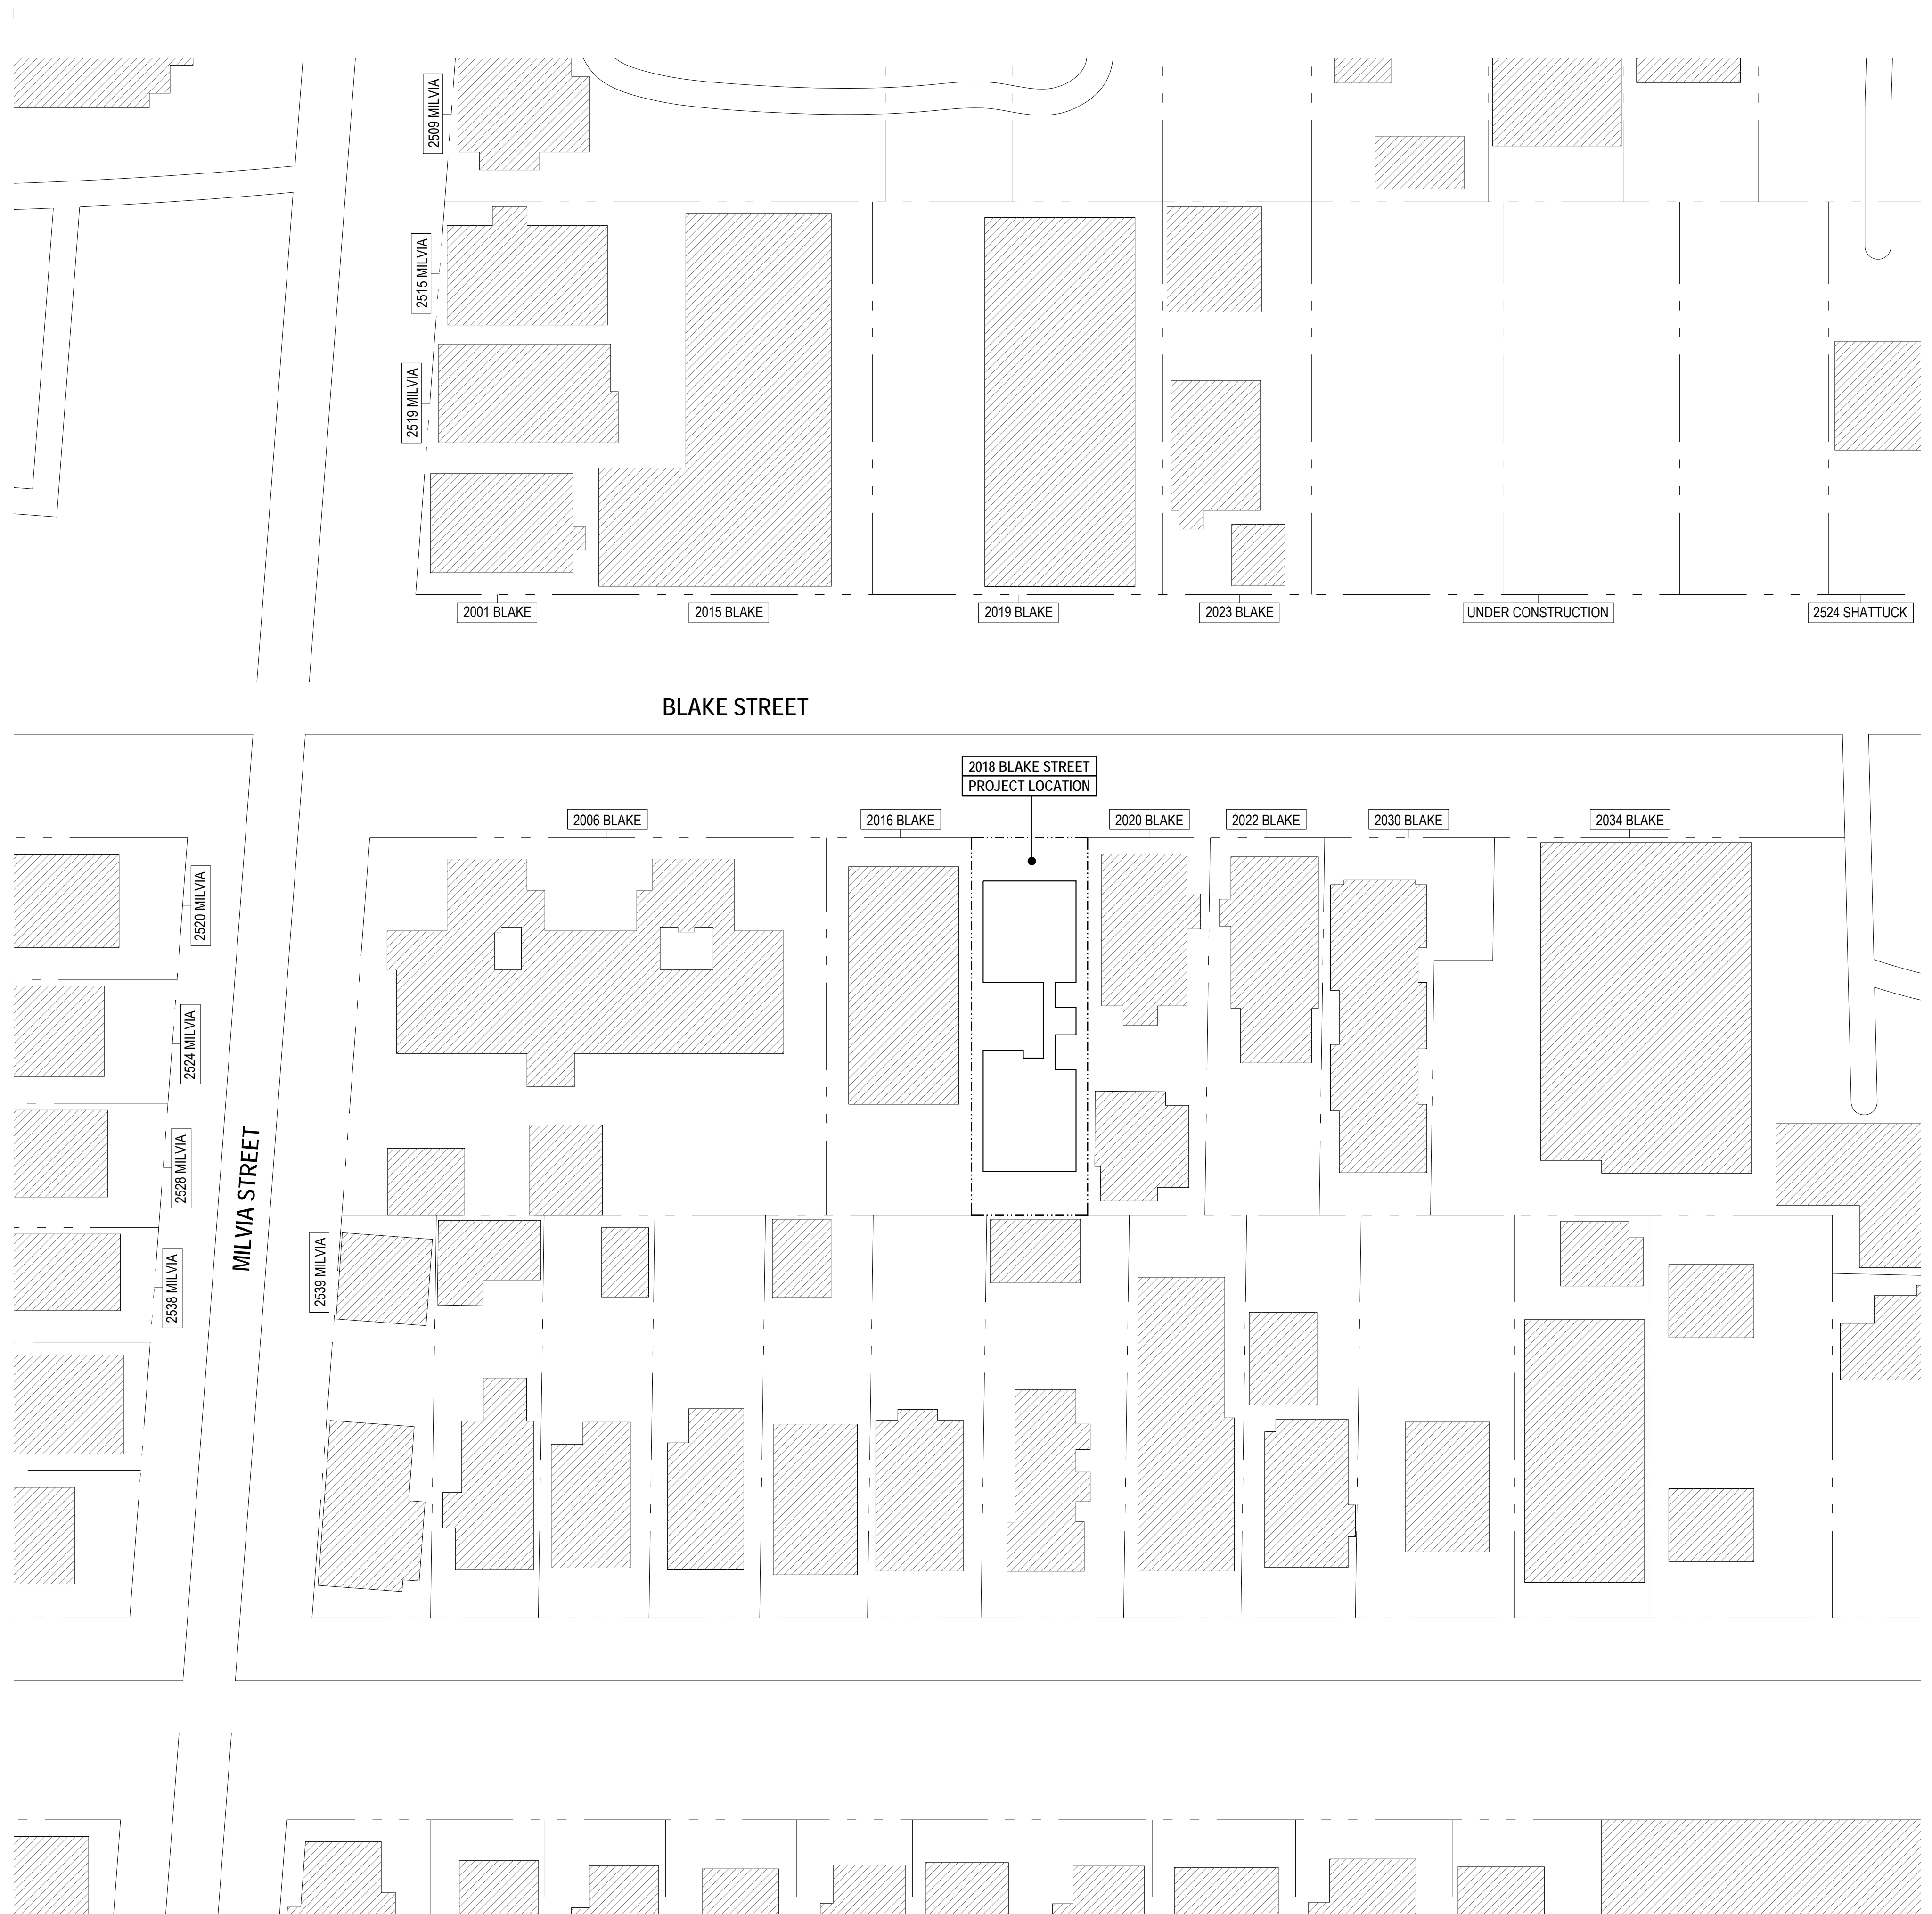 2509 MILVIA
2515 MILVIA
2519 MILVIA
2001 BLAKE
2015 BLAKE
2019 BLAKE
2023 BLAKE
UNDER CONSTRUCTION
2524 SHATTUCK
BLAKE STREET
2018 BLAKE STREET
PROJECT LOCATION
2006 BLAKE
2016 BLAKE
2020 BLAKE
2022 BLAKE
2030 BLAKE
2034 BLAKE
2520 MILVIA
2524 MILVIA
2528 MILVIA
2538 MILVIA
MILVIA STREET
2539 MILVIA